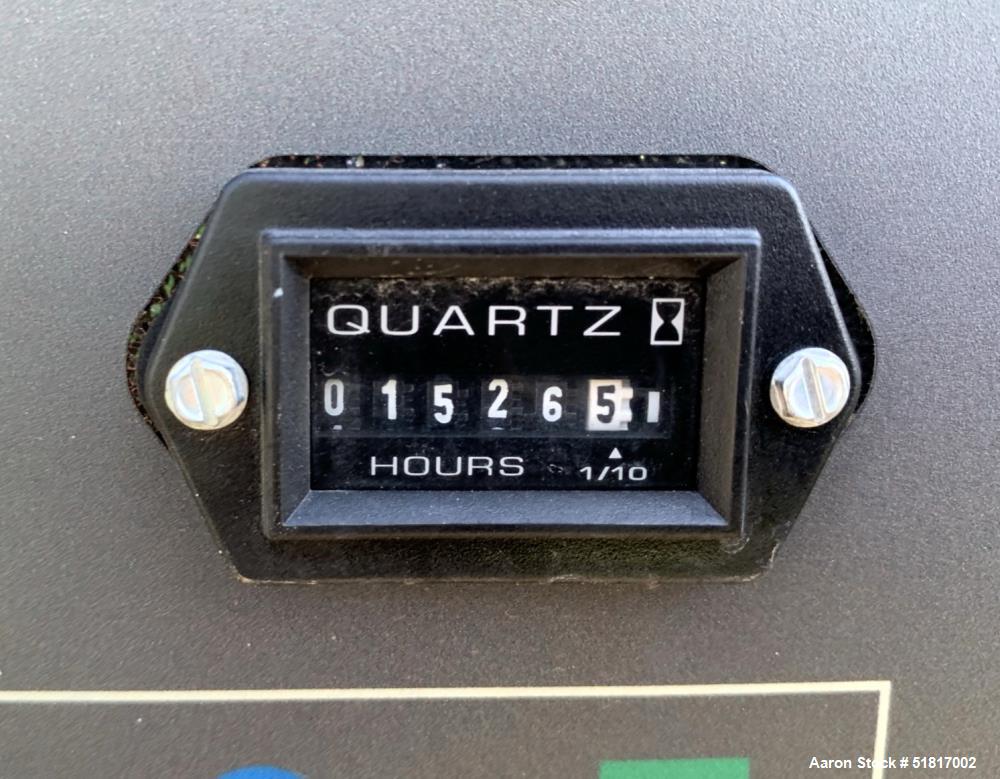 QUARTZ
015265
HOURS 1/10
Aaron Stock # 51817002